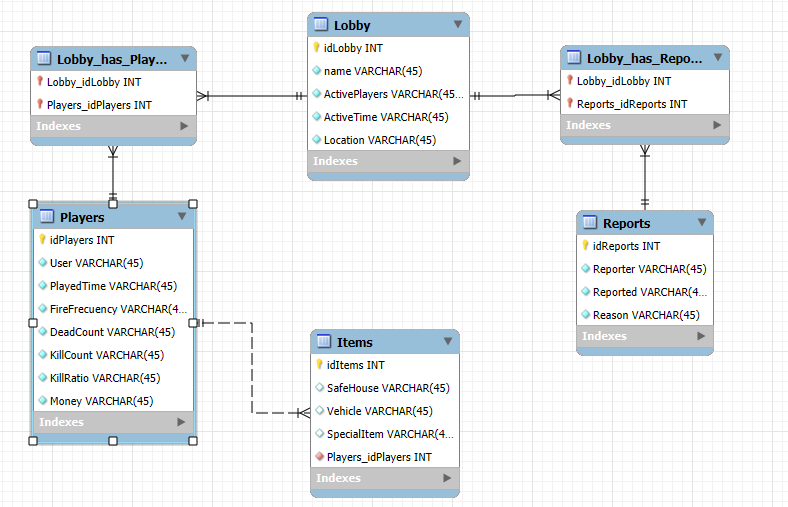 Lobby_has_Play...
Lobby_idLobby INT
Players_idPlayers INT
Indexes
Lobby
idLobby INT
name VARCHAR(45)
ActivePlayers VARCHAR(45...
ActiveTime VARCHAR(45)
Location VARCHAR(45)
Indexes
Lobby_has_Repo...
Lobby_idLobby INT
Reports_idReports INT
Indexes
Players
idPlayers INT
User VARCHAR(45)
PlayedTime VARCHAR(45)
FireFrecuency VARCHAR(4...
DeadCount VARCHAR(45)
KillCount VARCHAR(45)
KillRatio VARCHAR(45)
Money VARCHAR(45)
Indexes
Reports
idReports INT
Reporter VARCHAR(45)
Reported VARCHAR(4...
Reason VARCHAR(45)
Indexes
Items
idItems INT
SafeHouse VARCHAR(45)
Vehicle VARCHAR(45)
SpecialItem VARCHAR(4...
Players_idPlayers INT
Indexes